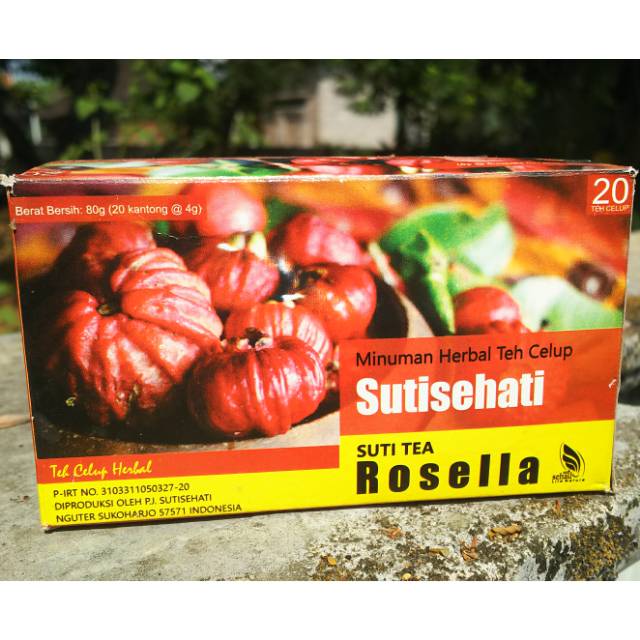 Berat Bersih: 80g (20 kantong @ 4g)
20
TEH CELUP
Minuman Herbal Teh Celup
Sutisehati
SUTI TEA
Rosella
Teh Celup Herbal
P-IRT NO. 3103311050327-20
DIPRODUKSI OLEH P.J. SUTISEHATI
NGUTER SUKOHARJO 57571 INDONESIA